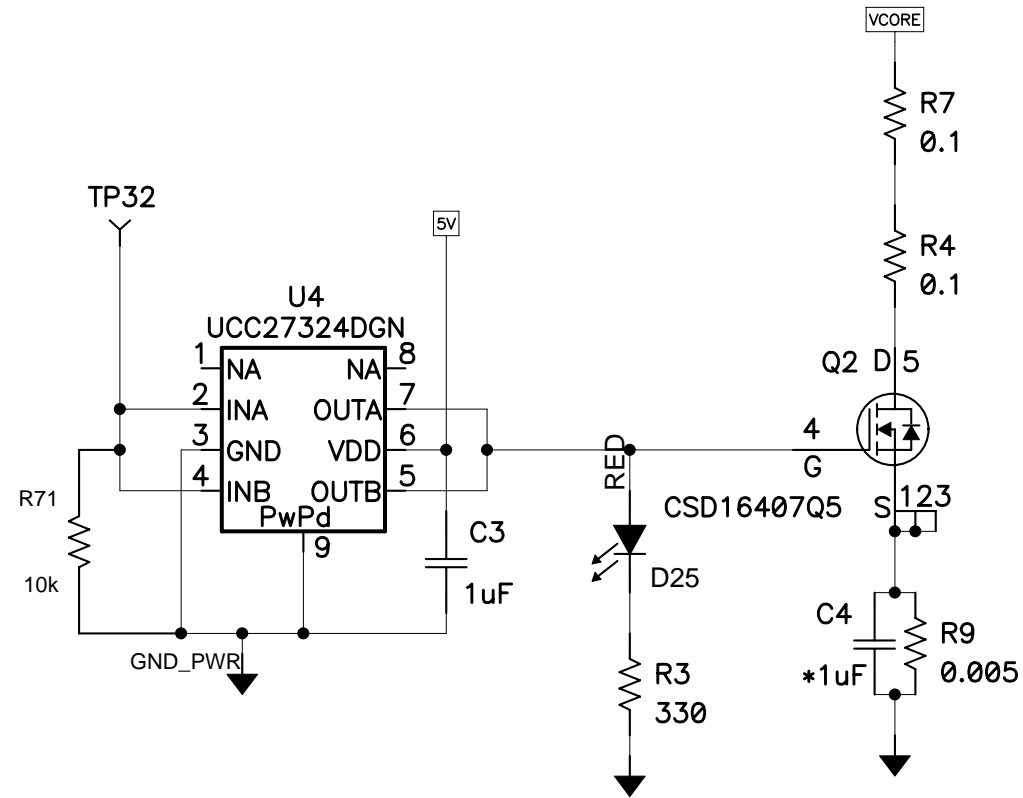 VCORE
R7
0.1
TP32
5V
R4
0.1
U4
UCC27324DGN
1 NA NA 8
2 INA OUTA 7
3 GND VDD 6
4 INB OUTB 5
PwPd
9
Q2 D 5
4
G
RED
CSD16407Q5
S 123
R71
10k
C3
1uF
D25
C4
*1uF
R9
0.005
GND_PWR
R3
330